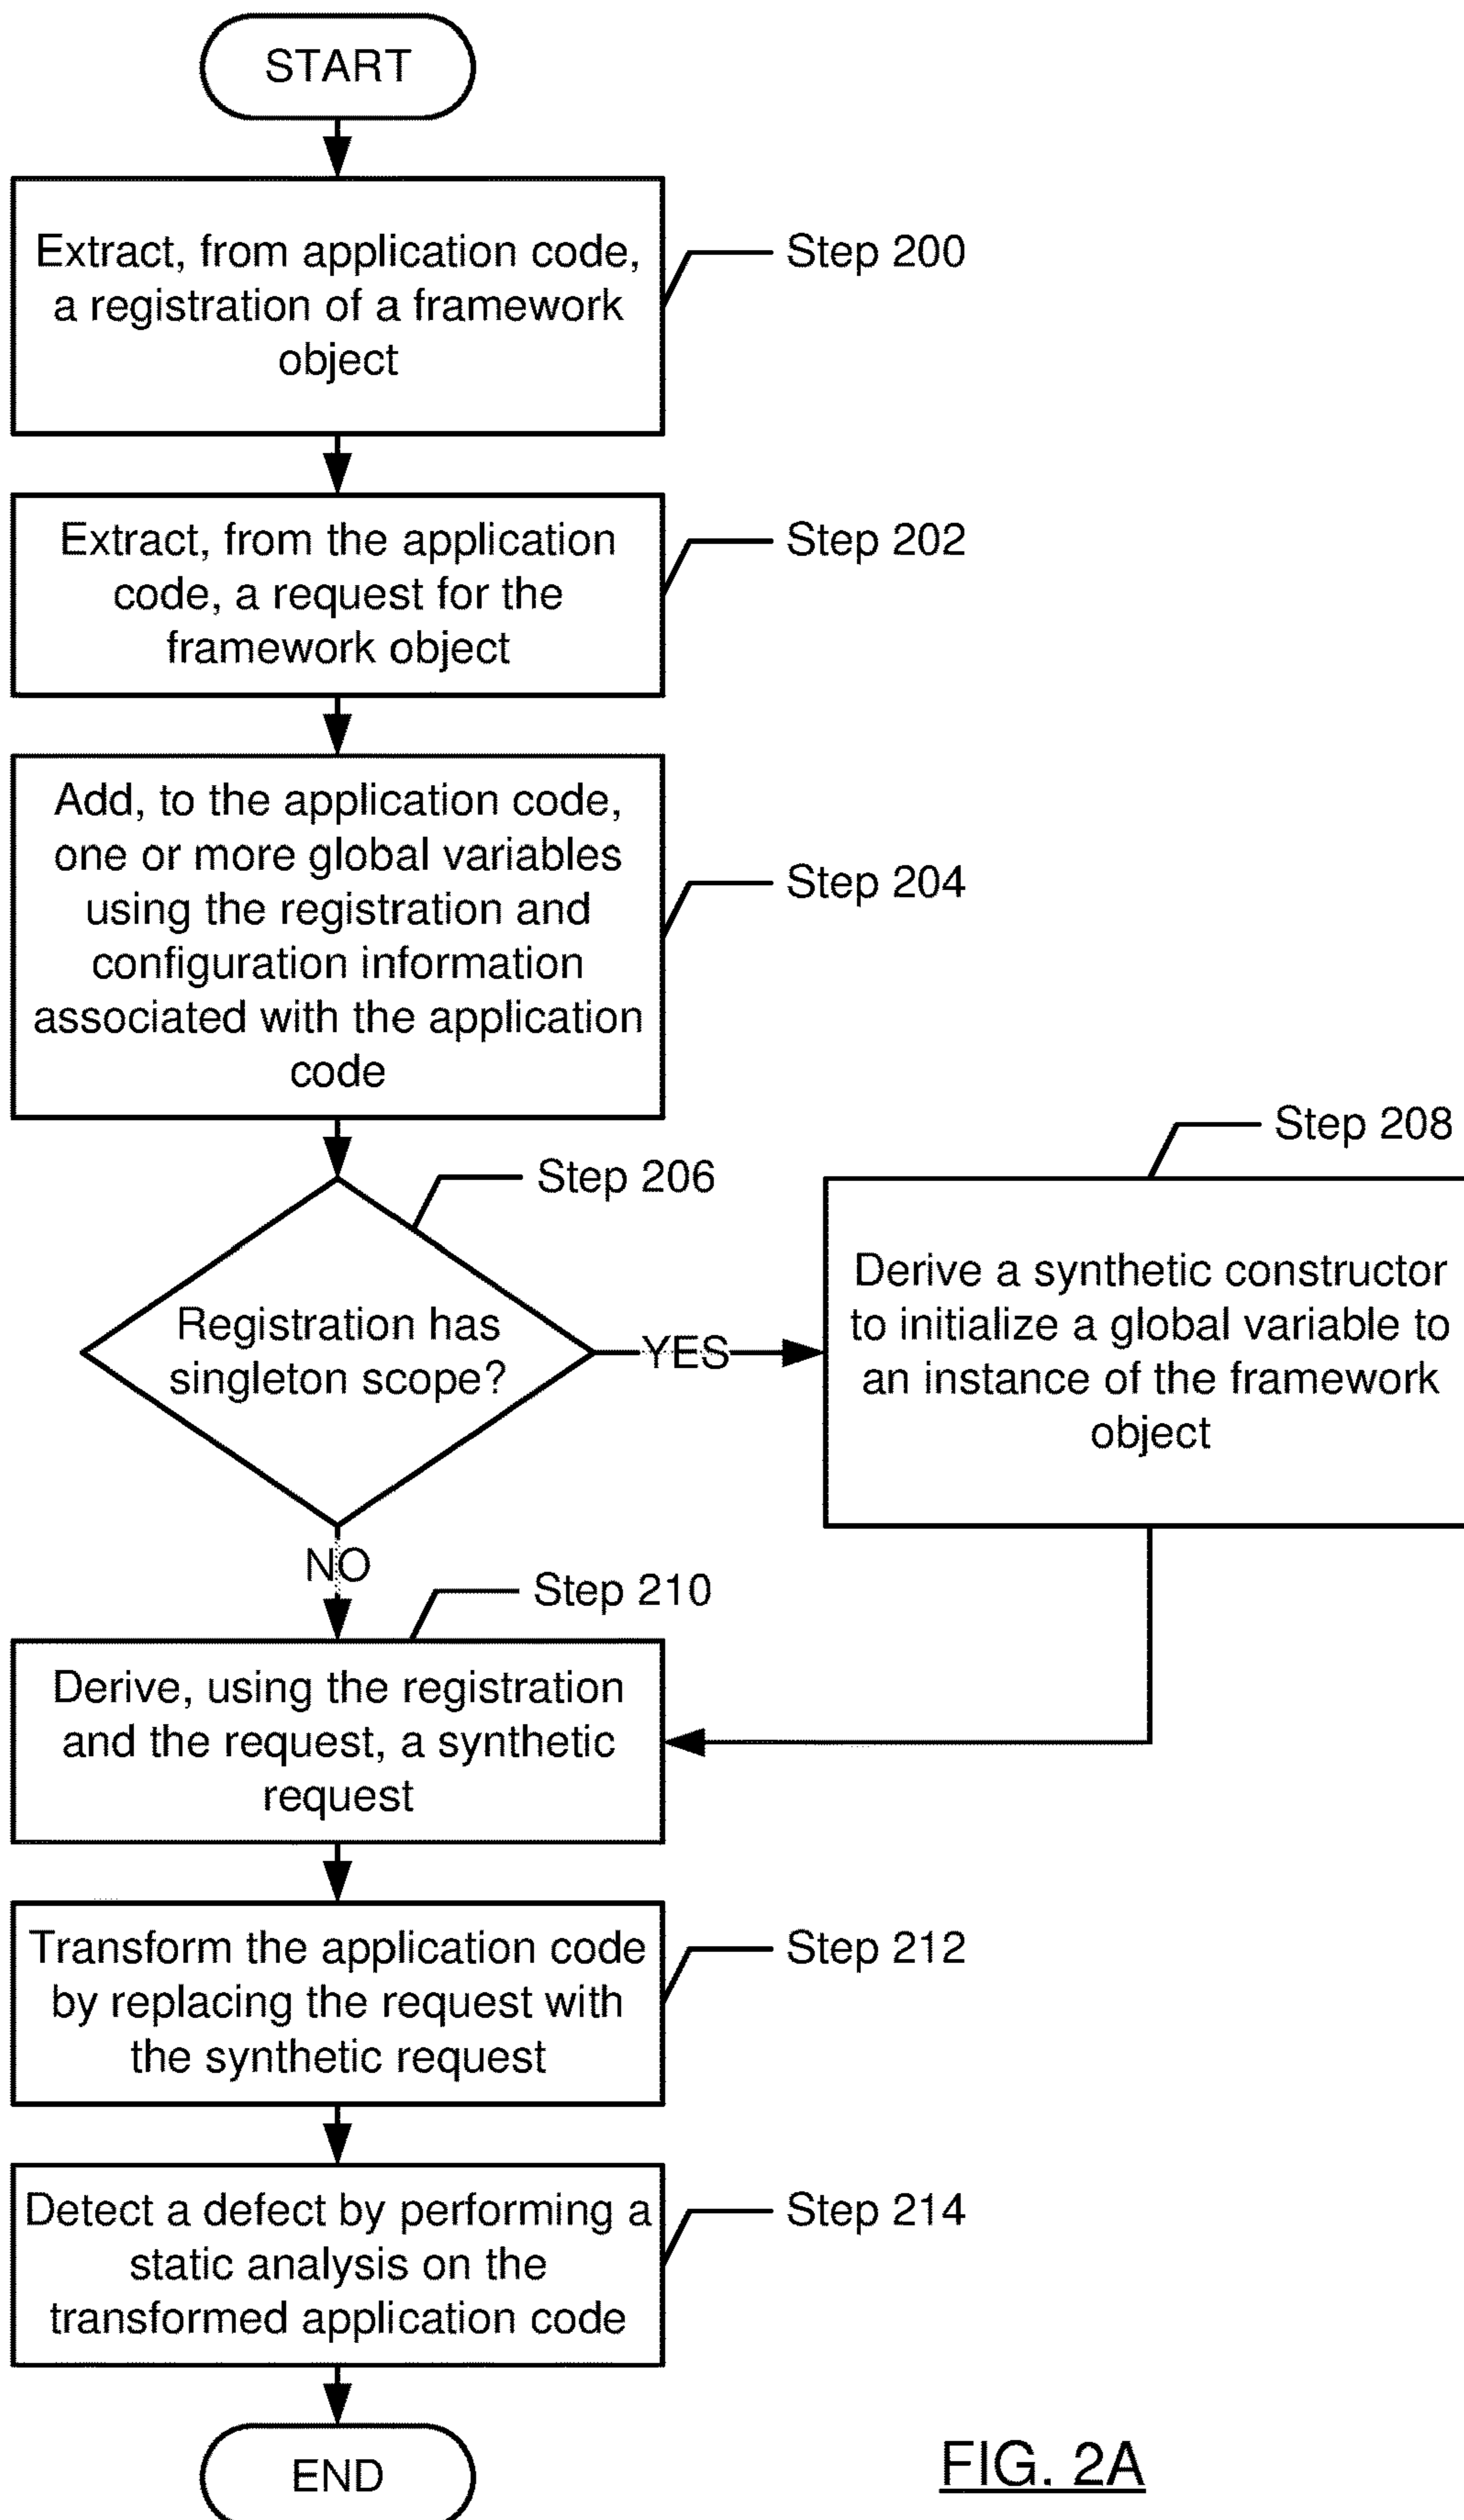 START
Extract, from application code,
a registration of a framework
object
Step 200
Extract, from the application
code, a request for the
framework object
Step 202
Add, to the application code,
one or more global variables
using the registration and
configuration information
associated with the application
code
Step 204
Registration has
singleton scope?
Step 206
YES
Step 208
Derive a synthetic constructor
to initialize a global variable to
an instance of the framework
object
NO
Step 210
Derive, using the registration
and the request, a synthetic
request
Transform the application code
by replacing the request with
the synthetic request
Step 212
Detect a defect by performing a
static analysis on the
transformed application code
Step 214
END
FIG. 2A